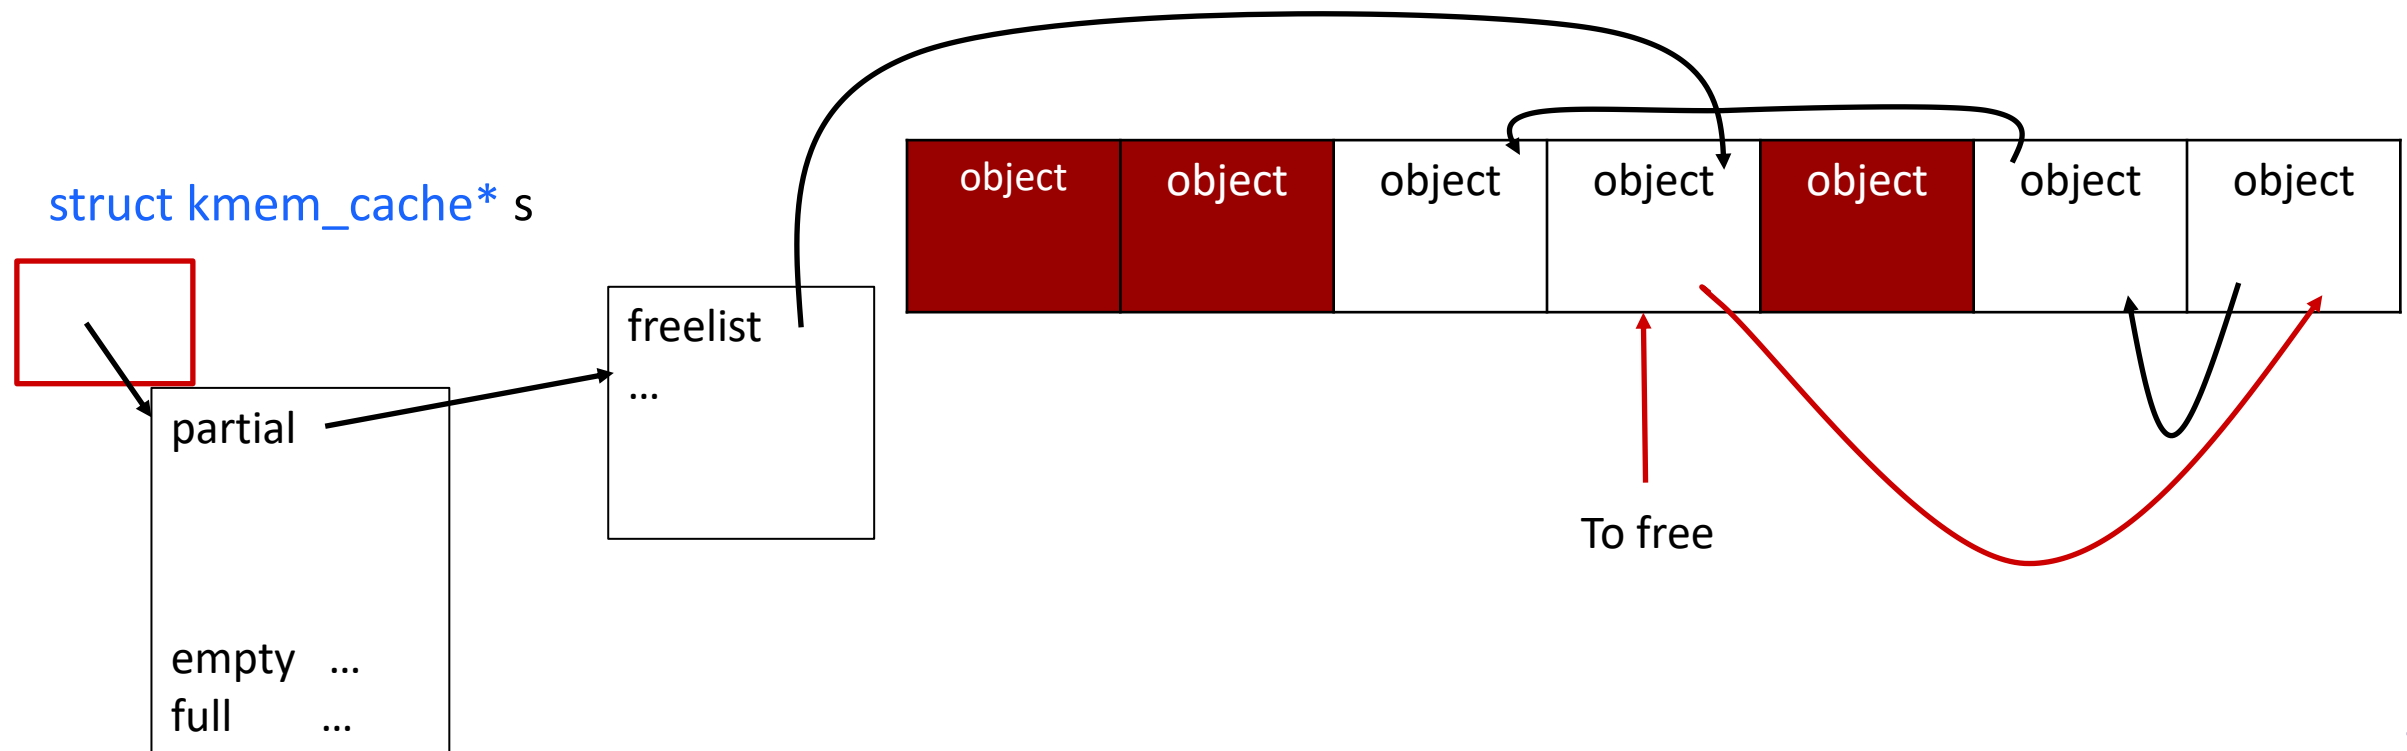 struct kmem_cache* s
partial
empty ...
full ...
freelist
...
object object object object object object object
To free